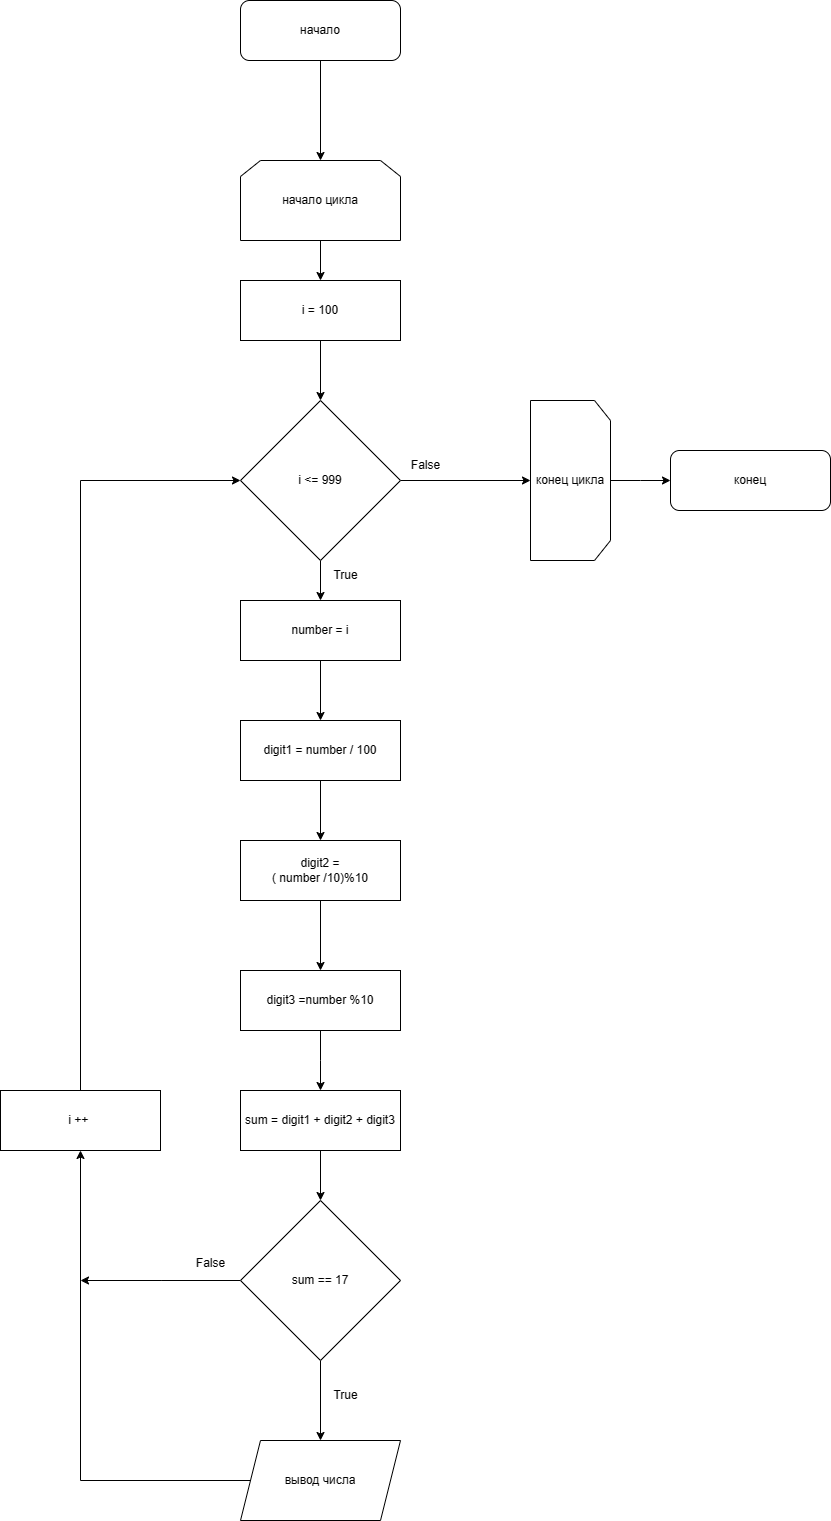 начало
начало цикла
i = 100
i <= 999
False
конец цикла
конец
True
number = i
digit1 = number / 100
digit2 =
( number /10)%10
digit3 =number %10
i ++
sum = digit1 + digit2 + digit3
False
sum == 17
True
вывод числа